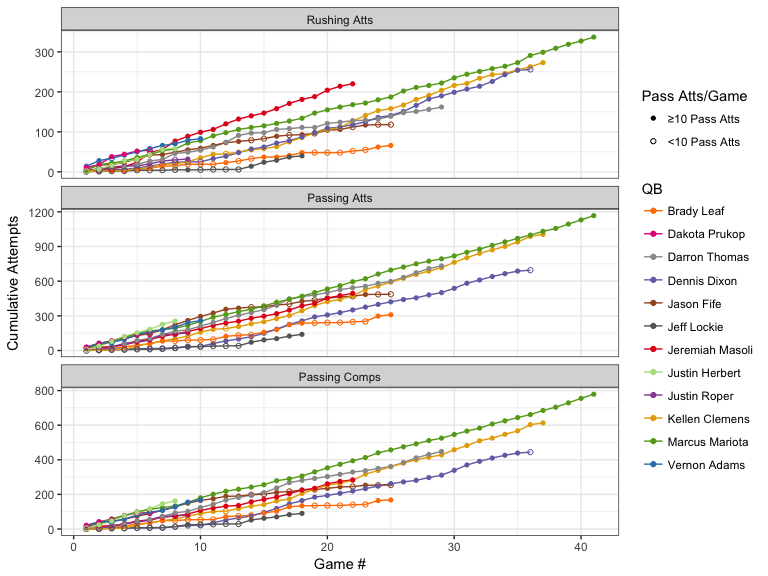 Rushing Atts
300
200
100
0
Passing Atts
1200
900
600
300
0
Passing Comps
800
600
400
200
0
0
10
20
30
40
Game #
Cumulative Attempts
Pass Atts/Game
≥10 Pass Atts
<10 Pass Atts
QB
Brady Leaf
Dakota Prukop
Darron Thomas
Dennis Dixon
Jason Fife
Jeff Lockie
Jeremiah Masoli
Justin Herbert
Justin Roper
Kellen Clemens
Marcus Mariota
Vernon Adams